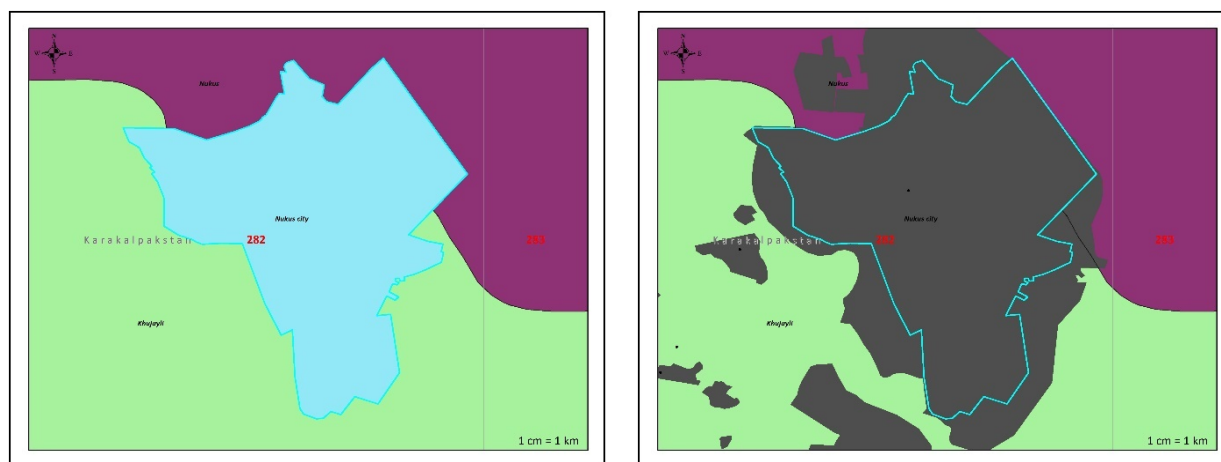 N
W E
S
Nukus
Nukus city
Karakalpakstan
282
283
Khujayli
1 cm = 1 km
N
W E
S
Nukus
Nukus city
Karakalpakstan
282
283
Khujayli
1 cm = 1 km